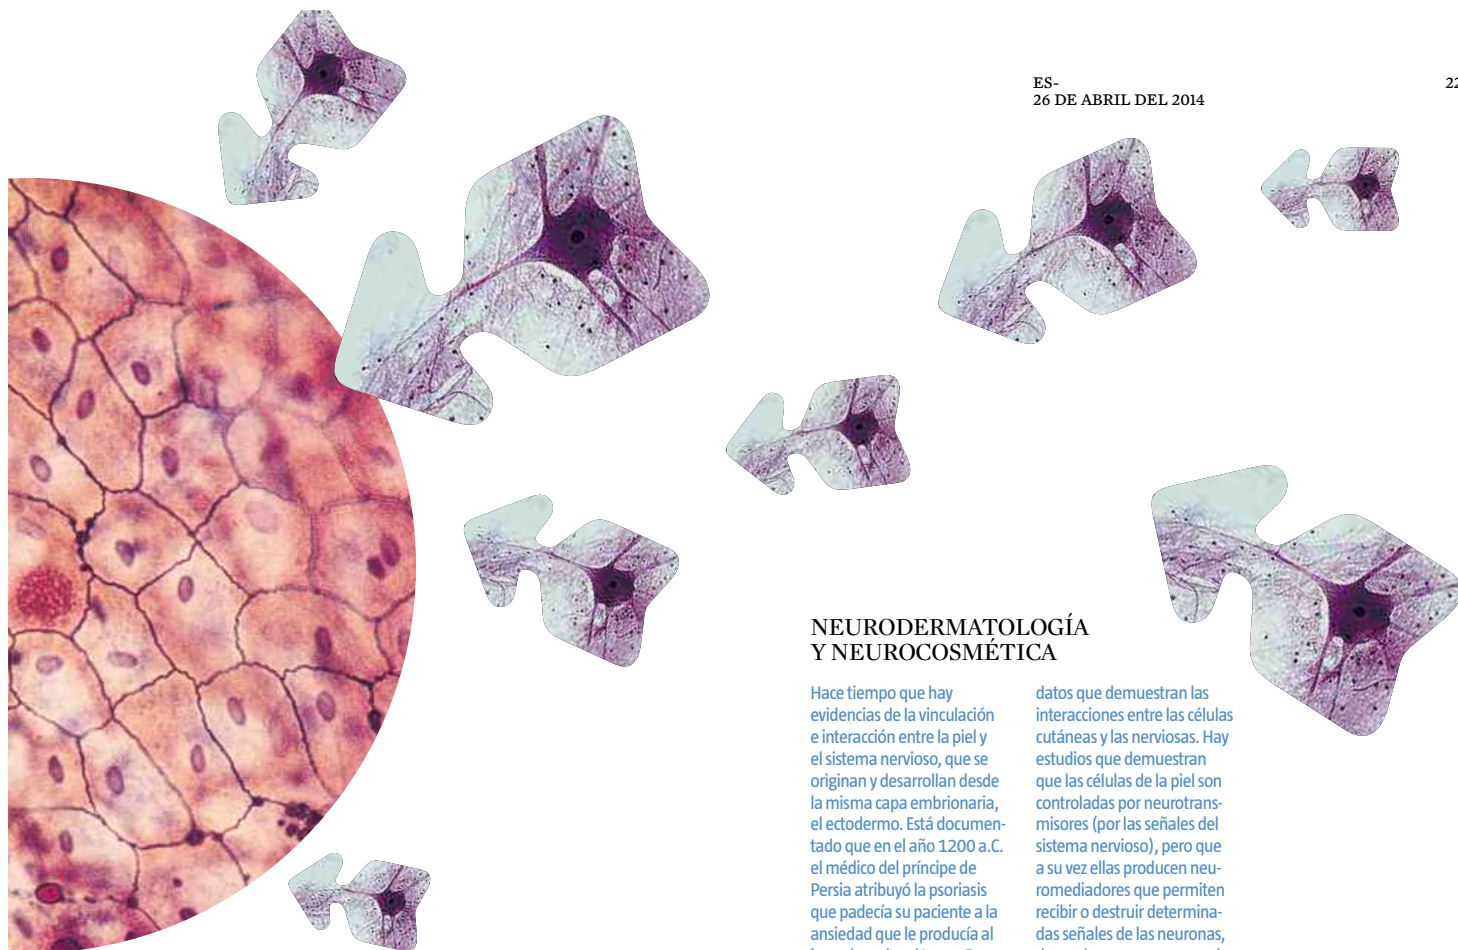 ES-
26 DE ABRIL DEL 2014
22
NEURODERMATOLOGÍA
Y NEUROCOSMÉTICA
Hace tiempo que hay
evidencias de la vinculación
e interacción entre la piel y
el sistema nervioso, que se
originan y desarrollan desde
la misma capa embrionaria,
el ectodermo. Está documen-
tado que en el año 1200 a.C.
el médico del príncipe de
Persia atribuyó la psoriasis
que padecía su paciente a la
ansiedad que le producía al
datos que demuestran las
interacciones entre las células
cutáneas y las nerviosas. Hay
estudios que demuestran
que las células de la piel son
controladas por neurotrans-
misores (por las señales del
sistema nervioso), pero que
a su vez ellas producen neu-
romediadores que permiten
recibir o destruir determina-
das señales de las neuronas,